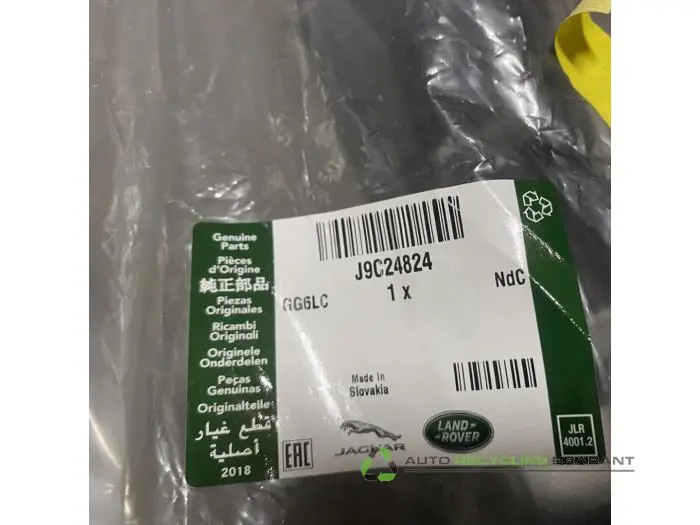 Genuine
Parts
Pièces
d'Origine
純正部品
Piezas
Originales
Ricambi
Originali
Originele
Onderdelen
Peças
Genuinas
Originalteile
قطع غيار
أصلية
2018
J9C24824
1 x
GG6LC
NdC
Made in
Slovakia
EAC
JAGUAR
LAND-
-ROVER
JLR
4001.2
AUTO RECYCLING BRABANT